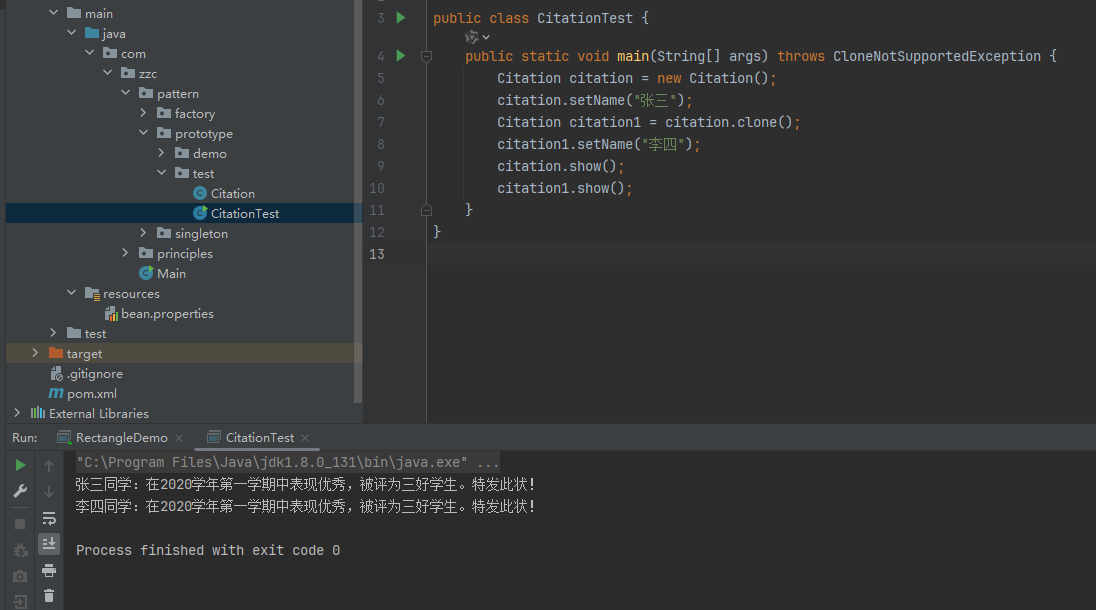 main
java
com
zzc
pattern
factory
prototype
demo
test
Citation
CitationTest
singleton
principles
Main
resources
bean.properties
test
target
.gitignore
pom.xml
External Libraries
3 public class CitationTest {
4 public static void main(String[] args) throws CloneNotSupportedException {
5 Citation citation = new Citation();
6 citation.setName("张三");
7 Citation citation1 = citation.clone();
8 citation1.setName("李四");
9 citation.show();
10 citation1.show();
11 }
12 }
13
Run: RectangleDemo × CitationTest ×
"C:\Program Files\Java\jdk1.8.0_131\bin\java.exe" ...
张三同学：在2020学年第一学期中表现优秀，被评为三好学生。特发此状！
李四同学：在2020学年第一学期中表现优秀，被评为三好学生。特发此状！
Process finished with exit code 0